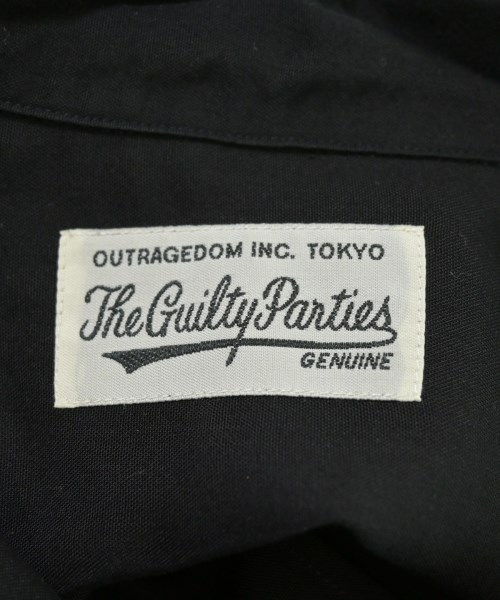 OUTRAGEDOM INC. TOKYO
The Guilty Parties
GENUINE